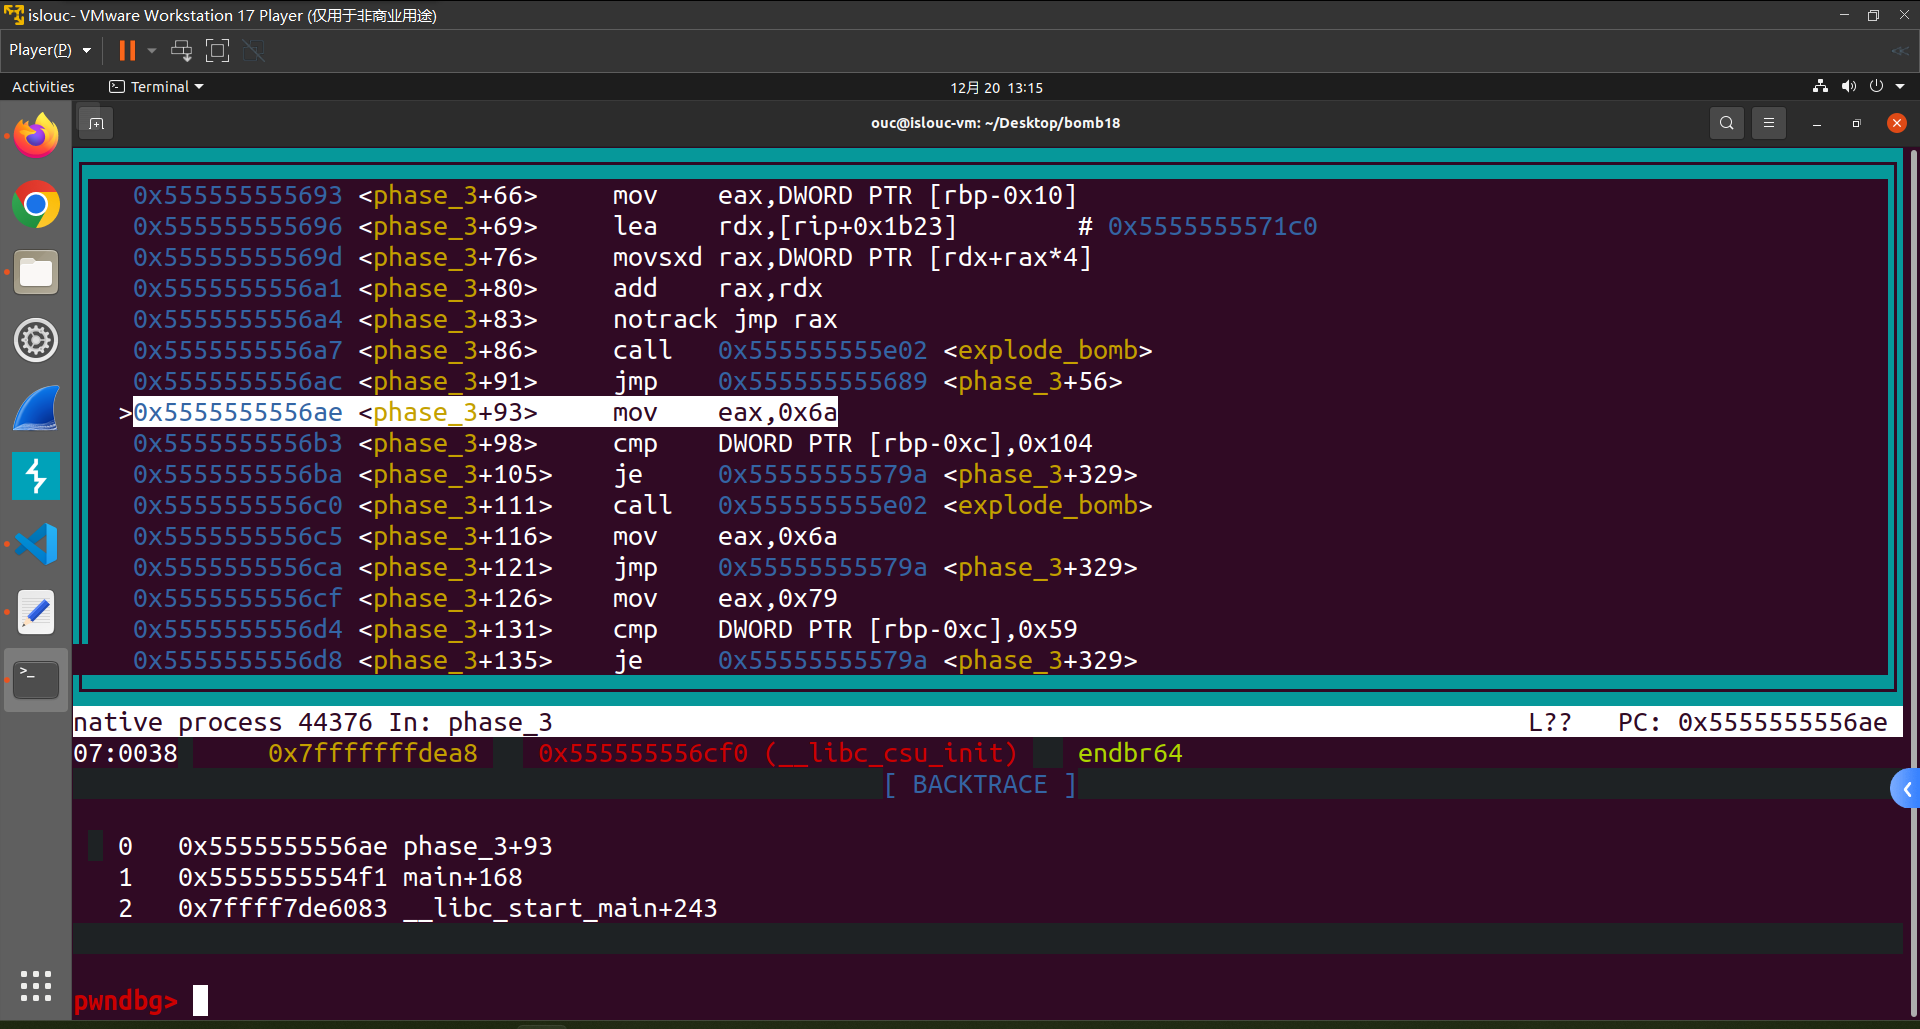 islouc- VMware Workstation 17 Player (仅用于非商业用途)
Player(P)
Activities Terminal 12月 20 13:15
ouc@islouc-vm: ~/Desktop/bomb18
0x555555555693 <phase_3+66> mov eax,DWORD PTR [rbp-0x10]
0x555555555696 <phase_3+69> lea rdx,[rip+0x1b23] # 0x5555555571c0
0x55555555569d <phase_3+76> movsxd rax,DWORD PTR [rdx+rax*4]
0x5555555556a1 <phase_3+80> add rax,rdx
0x5555555556a4 <phase_3+83> notrack jmp rax
0x5555555556a7 <phase_3+86> call 0x555555555e02 <explode_bomb>
0x5555555556ac <phase_3+91> jmp 0x555555555689 <phase_3+56>
>0x5555555556ae <phase_3+93> mov eax,0x6a
0x5555555556b3 <phase_3+98> cmp DWORD PTR [rbp-0xc],0x104
0x5555555556ba <phase_3+105> je 0x55555555579a <phase_3+329>
0x5555555556c0 <phase_3+111> call 0x555555555e02 <explode_bomb>
0x5555555556c5 <phase_3+116> mov eax,0x6a
0x5555555556ca <phase_3+121> jmp 0x55555555579a <phase_3+329>
0x5555555556cf <phase_3+126> mov eax,0x79
0x5555555556d4 <phase_3+131> cmp DWORD PTR [rbp-0xc],0x59
0x5555555556d8 <phase_3+135> je 0x55555555579a <phase_3+329>
native process 44376 In: phase_3 L?? PC: 0x5555555556ae
07:0038 0x7fffffffdea8 0x555555556cf0 (__libc_csu_init) endbr64
[ BACKTRACE ]
0 0x5555555556ae phase_3+93
1 0x5555555554f1 main+168
2 0x7ffff7de6083 __libc_start_main+243
pwndbg>